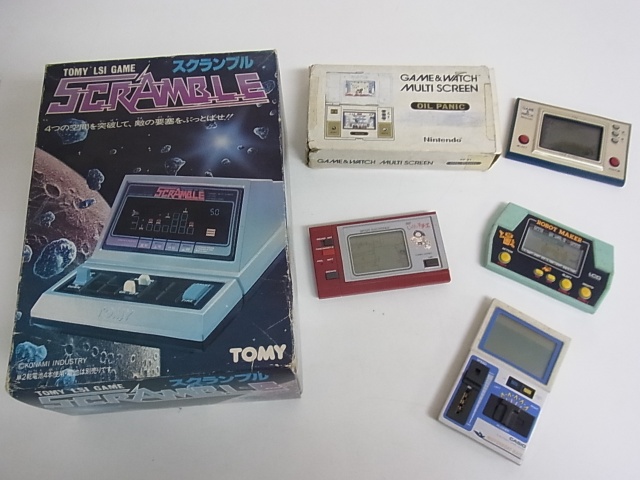 TOMY LSI GAME
スクランブル
SCRAMBLE
4つの空間を突破して、敵の要塞をぶっとばせ!!
SCRAMBLE
50
©KONAMI INDUSTRY
TOMY
TOMY LSI GAME
スクランブル
SCRAMBLE
GAME&WATCH
MULTI SCREEN
OIL PANIC
Nintendo
GAME&WATCH MULTI SCREEN
ROBOT MAKER